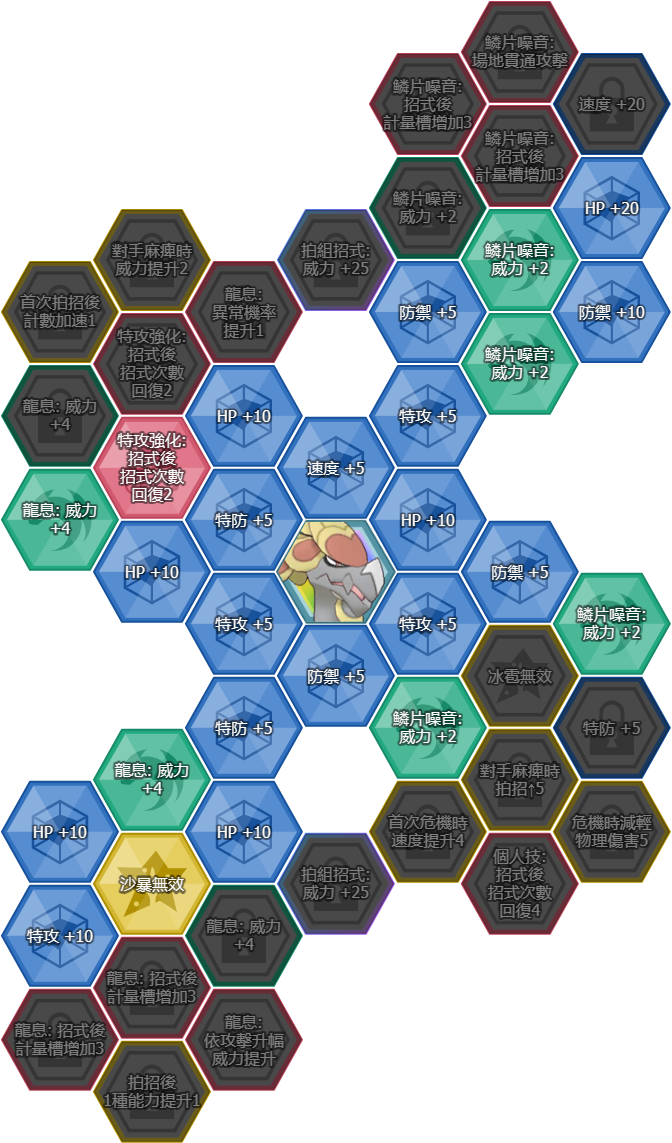 鱗片噪音:
場地貫通攻擊
鱗片噪音:
招式後
計量槽增加3
速度 +20
鱗片噪音:
招式後
計量槽增加3
鱗片噪音:
威力 +2
HP +20
對手麻痺時
威力提升2
拍組招式:
威力 +25
鱗片噪音:
威力 +2
首次拍招後
計數加速1
龍息:
異常機率
提升1
防禦 +5
防禦 +10
特攻強化:
招式後
招式次數
回復2
鱗片噪音:
威力 +2
龍息: 威力
+4
HP +10
特攻 +5
特攻強化:
招式後
招式次數
回復2
速度 +5
龍息: 威力
+4
特防 +5
HP +10
HP +10
防禦 +5
特攻 +5
特攻 +5
鱗片噪音:
威力 +2
防禦 +5
冰雹無效
特防 +5
鱗片噪音:
威力 +2
特防 +5
龍息: 威力
+4
對手麻痺時
拍招↑5
HP +10
HP +10
首次危機時
速度提升4
危機時減輕
物理傷害5
沙暴無效
拍組招式:
威力 +25
個人技:
招式後
招式次數
回復4
特攻 +10
龍息: 威力
+4
龍息: 招式後
計量槽增加3
龍息: 招式後
計量槽增加3
龍息:
依攻擊升幅
威力提升
拍招後
1種能力提升1